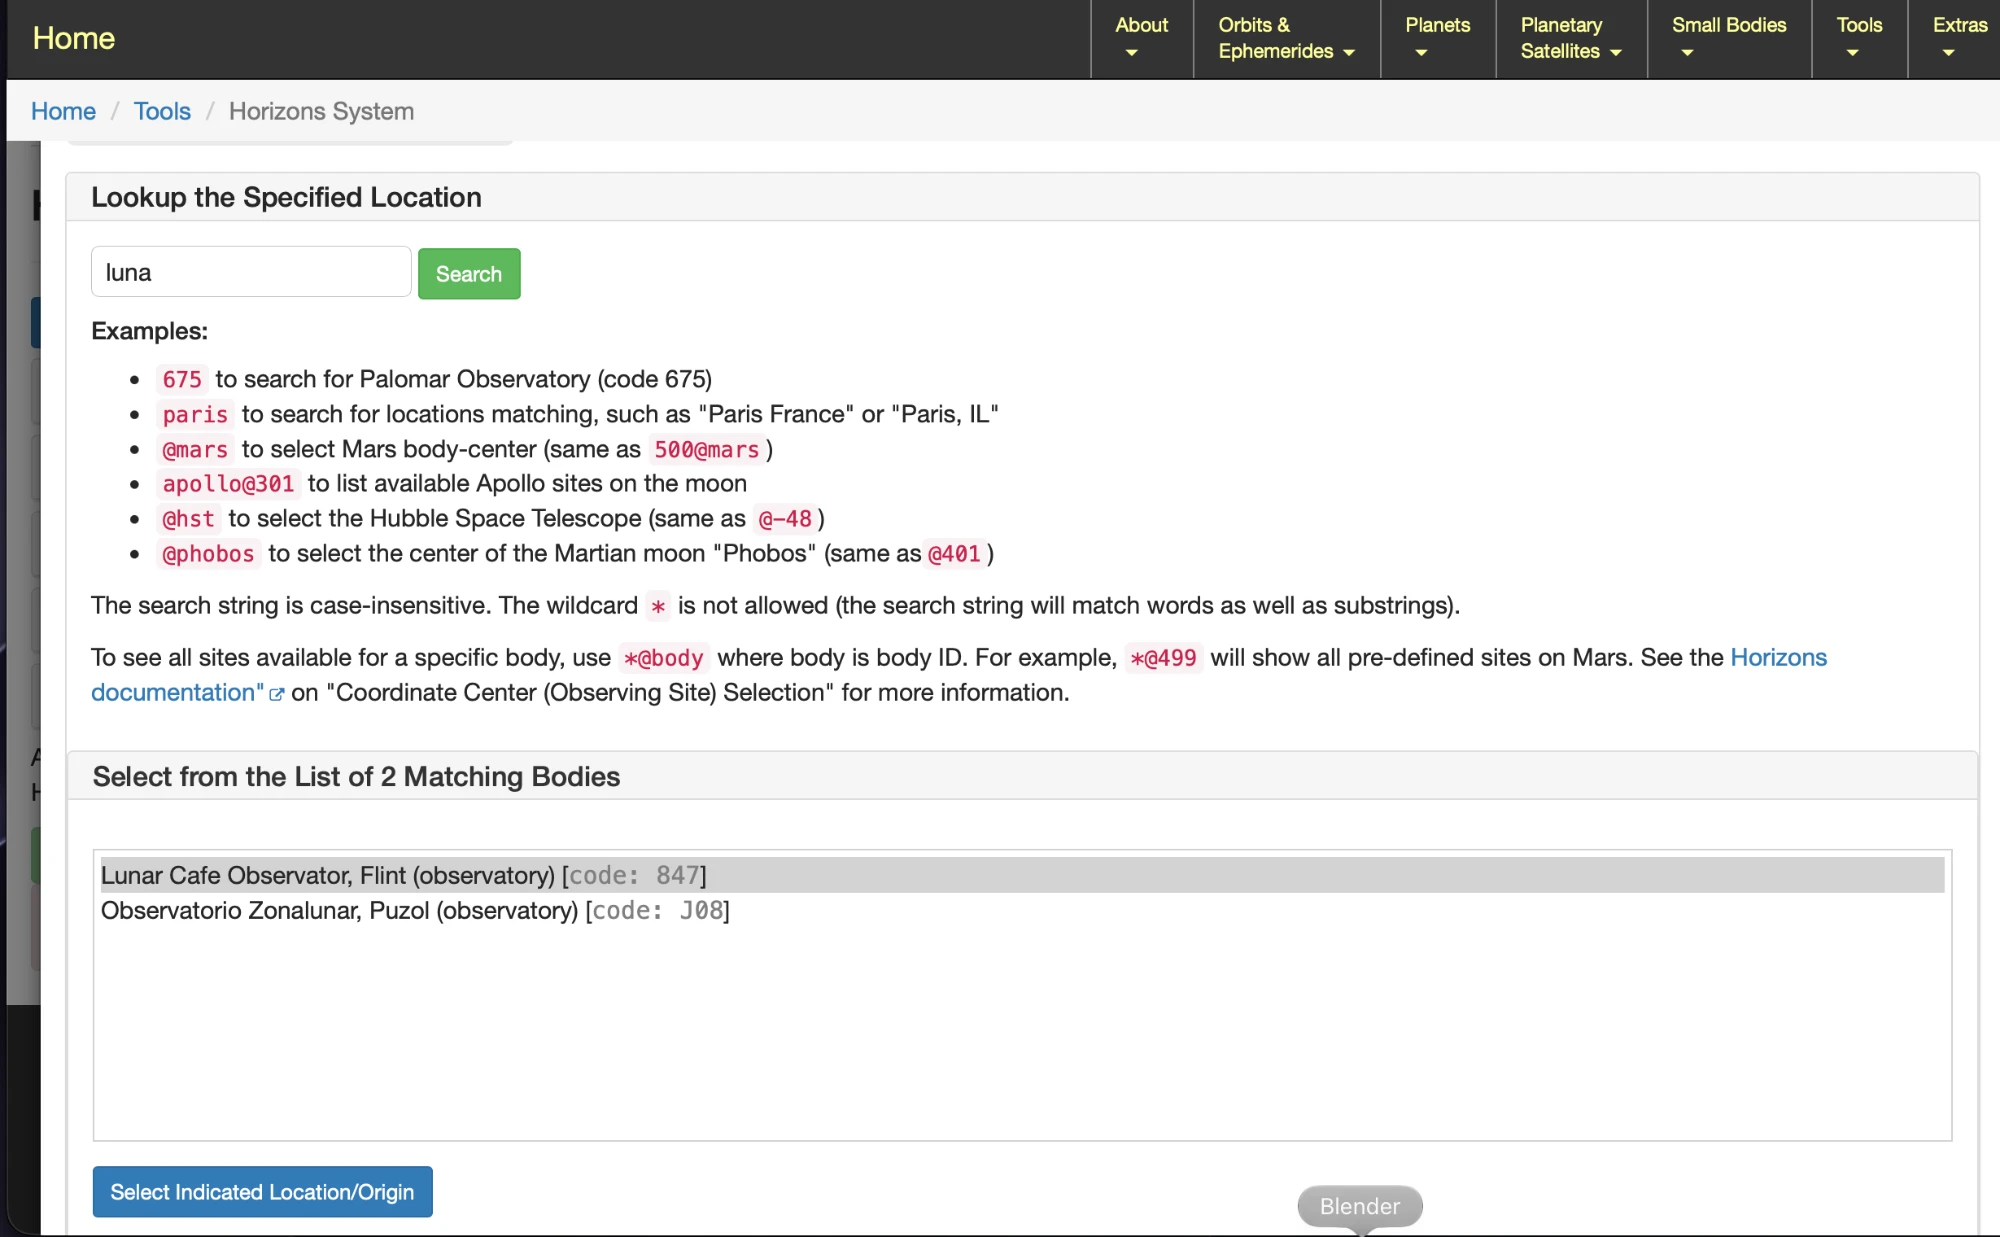 Home
About
Orbits &
Ephemerides
Planets
Planetary
Satellites
Small Bodies
Tools
Extras
Home / Tools / Horizons System
Lookup the Specified Location
luna
Search
Examples:
• 675 to search for Palomar Observatory (code 675)
• paris to search for locations matching, such as "Paris France" or "Paris, IL"
• @mars to select Mars body-center (same as 500@mars)
• apollo@301 to list available Apollo sites on the moon
• @hst to select the Hubble Space Telescope (same as @-48)
• @phobos to select the center of the Martian moon "Phobos" (same as @401)
The search string is case-insensitive. The wildcard * is not allowed (the search string will match words as well as substrings).
To see all sites available for a specific body, use *@body where body is body ID. For example, *@499 will show all pre-defined sites on Mars. See the Horizons
documentation" on "Coordinate Center (Observing Site) Selection" for more information.
Select from the List of 2 Matching Bodies
Lunar Cafe Observator, Flint (observatory) [code: 847]
Observatorio Zonalunar, Puzol (observatory) [code: J08]
Select Indicated Location/Origin
Blender